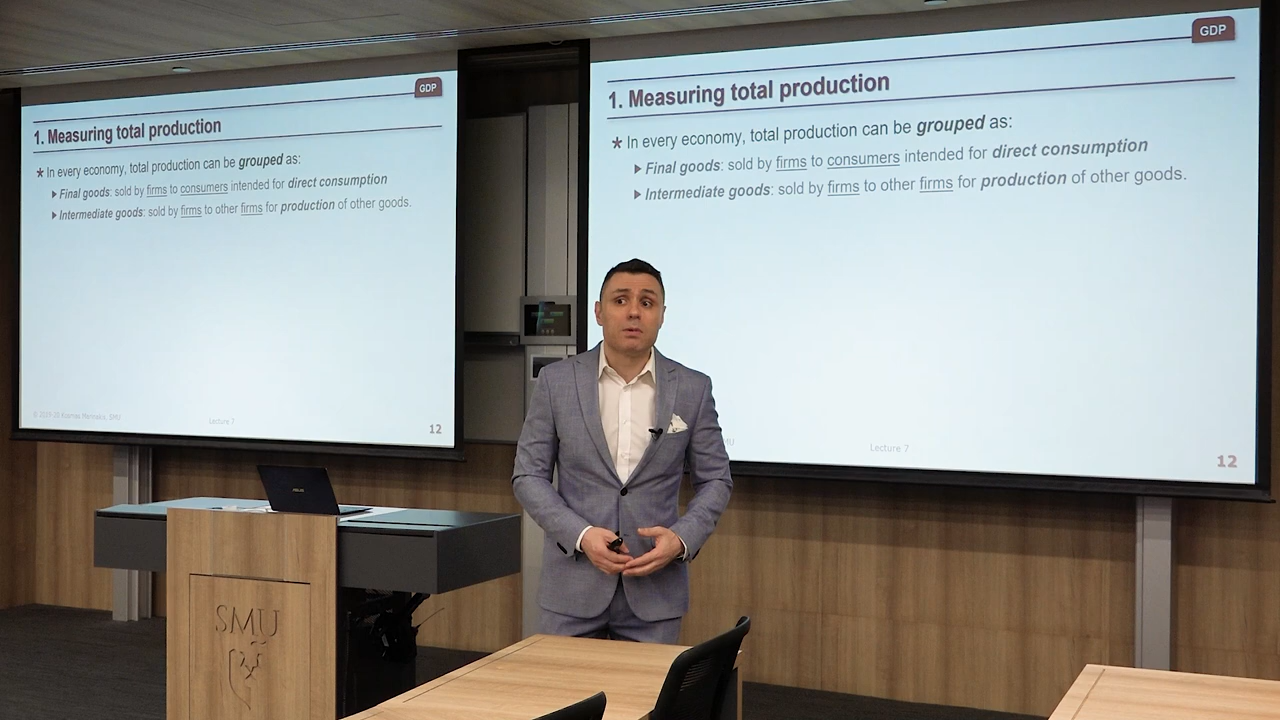 GDP
1. Measuring total production
* In every economy, total production can be grouped as:
Final goods: sold by firms to consumers intended for direct consumption
Intermediate goods: sold by firms to other firms for production of other goods.
SMU
Lecture 7
12
GDP
1. Measuring total production
* In every economy, total production can be grouped as:
Final goods: sold by firms to consumers intended for direct consumption
Intermediate goods: sold by firms to other firms for production of other goods.
MU
Lecture 7
12
SMU